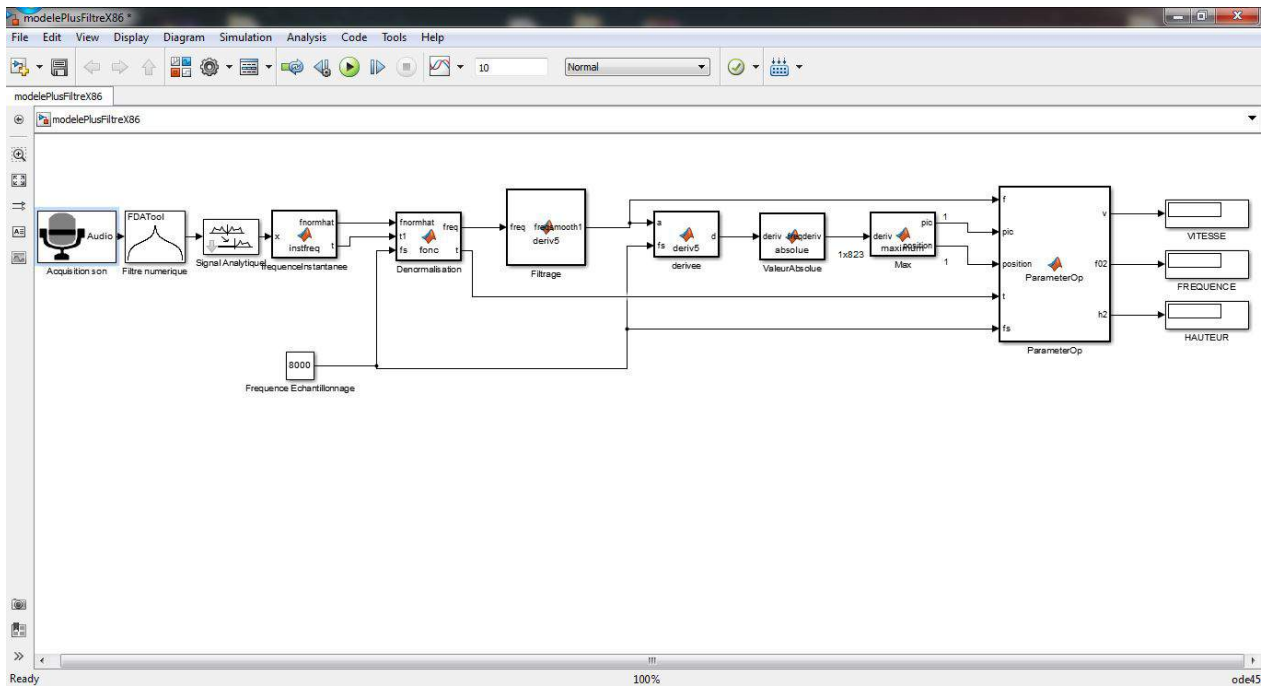 modelePlusFiltreX86 *
File Edit View Display Diagram Simulation Analysis Code Tools Help
10
Normal
modelePlusFiltreX86
modelePlusFiltreX86
Audio
Acquisition son
FDATool
Filtre numerique
Signal Analytique1
x
fnormhat
instfreq
t
frequenceInstantanee
fnormhat
freq
t1
fs
fonc
t
Denormalisation
freq
deriv5
Filtrage
a
fs
deriv5
d
derivee
deriv
absolue
ValeurAbsolue
1x823
deriv
pic
maximum
position
Max
1
1
f
pic
position
t
fs
v
f02
h2
ParameterOp
ParameterOp
VITESSE
FREQUENCE
HAUTEUR
8000
Frequence Echantillonnage
Ready
100%
ode45